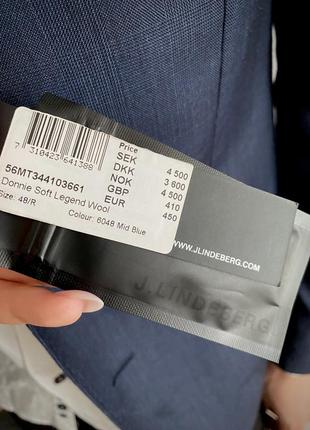 7 310423 641388
56MT344103661
Donnie Soft Legend Wool
Size: 48/R
Colour: 6048 Mid Blue
Price
SEK 4 500
DKK 3 600
NOK 4 500
GBP 410
EUR 450
WWW.JLINDEBERG.COM
J.LINDEBERG